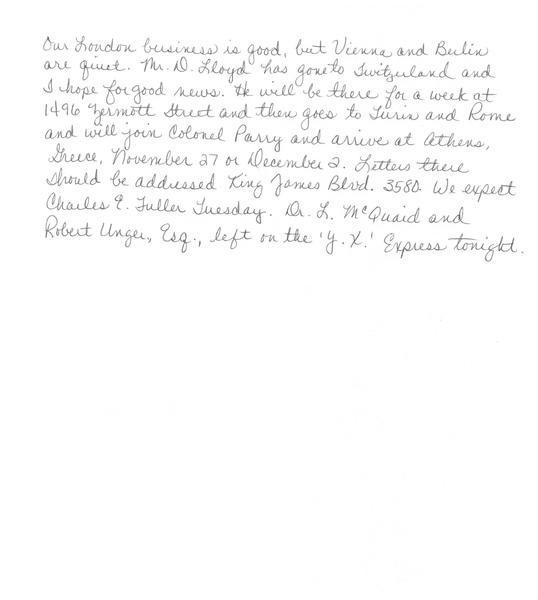 Our London business is good, but Vienna and Berlin
are quiet. Mr. D. Lloyd has gone to Switzerland and
I hope for good news. He will be there for a week at
1496 Zermott Street and then goes to Turin and Rome
and will join Colonel Parry and arrive at Athens,
Greece, November 27 or December 2. Letters there
should be addressed King James Blvd. 3580. We expect
Charles E. Fuller Tuesday. Dr. L. McQuaid and
Robert Unger, Esq., left on the 'Y. X.' Express tonight.